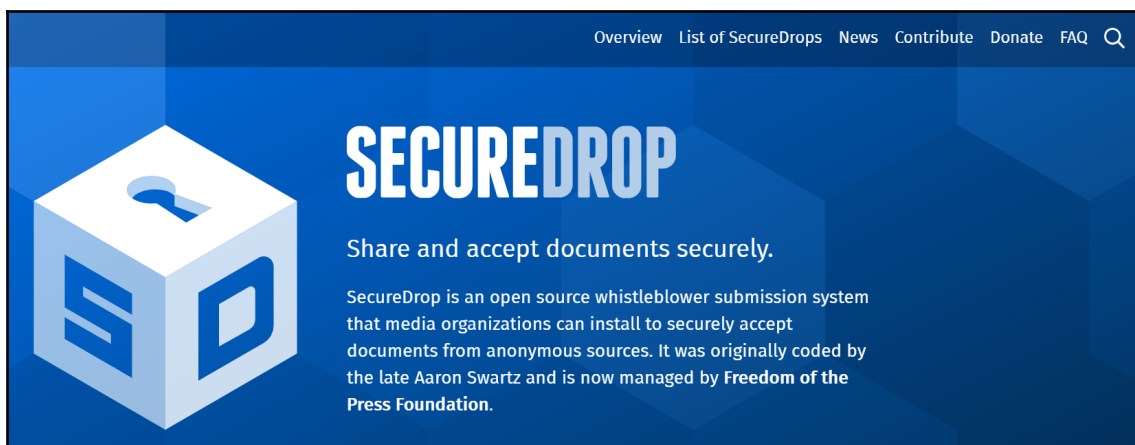 Overview List of SecureDrops News Contribute Donate FAQ
SECUREDROP
Share and accept documents securely.
SecureDrop is an open source whistleblower submission system
that media organizations can install to securely accept
documents from anonymous sources. It was originally coded by
the late Aaron Swartz and is now managed by Freedom of the
Press Foundation.
S D